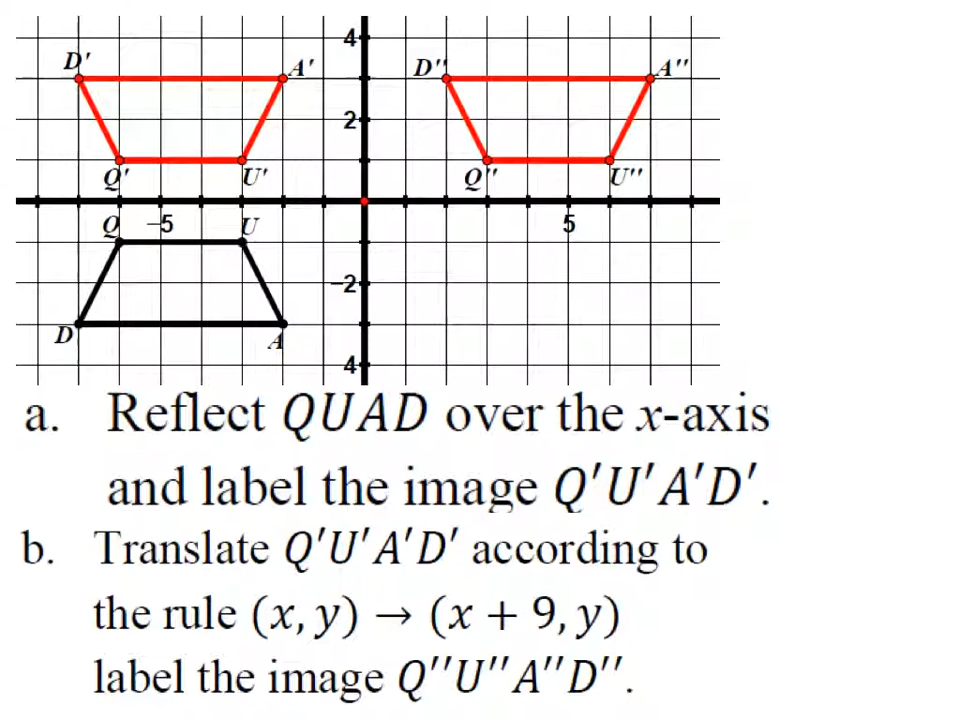 4
D' A' D'' A''
2
Q' U' Q'' U''
Q -5 U 5
-2
D A
4
a. Reflect QUAD over the x-axis
and label the image Q′U′A′D′.
b. Translate Q′U′A′D′ according to
the rule (x, y) → (x + 9, y)
label the image Q′′U′′A′′D′′.